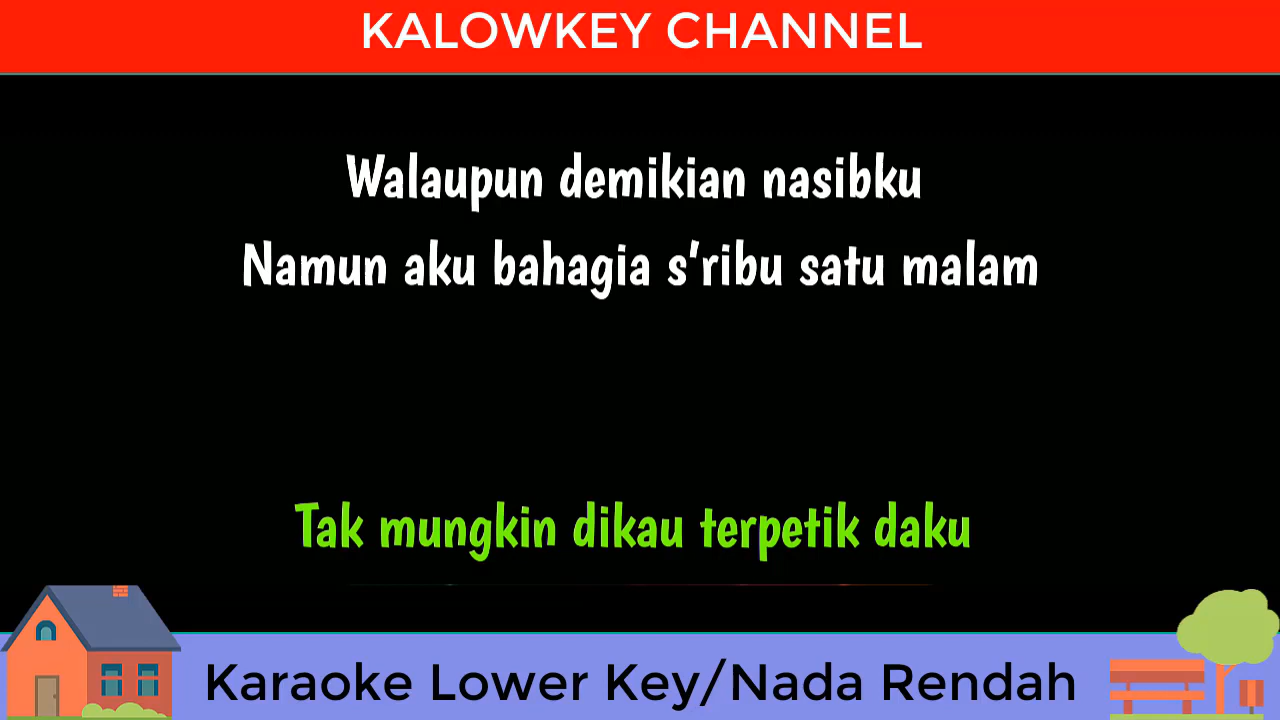 KALOWKEY CHANNEL
Walaupun demikian nasibku
Namun aku bahagia s'ribu satu malam
Tak mungkin dikau terpetik daku
Karaoke Lower Key/Nada Rendah